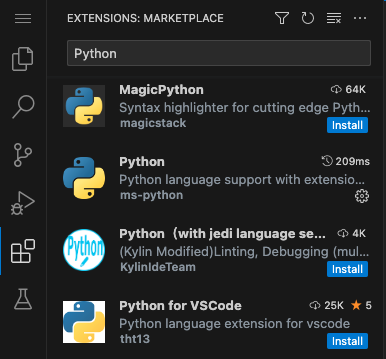 EXTENSIONS: MARKETPLACE
Python
MagicPython 64K
Syntax highlighter for cutting edge Pyth...
magicstack Install
Python 209ms
Python language support with extensio...
ms-python
Python（with jedi language se... 4K
(Kylin Modified)Linting, Debugging (mul...
KylinIdeTeam Install
Python
Python for VSCode 25K 5
Python language extension for vscode
tht13 Install